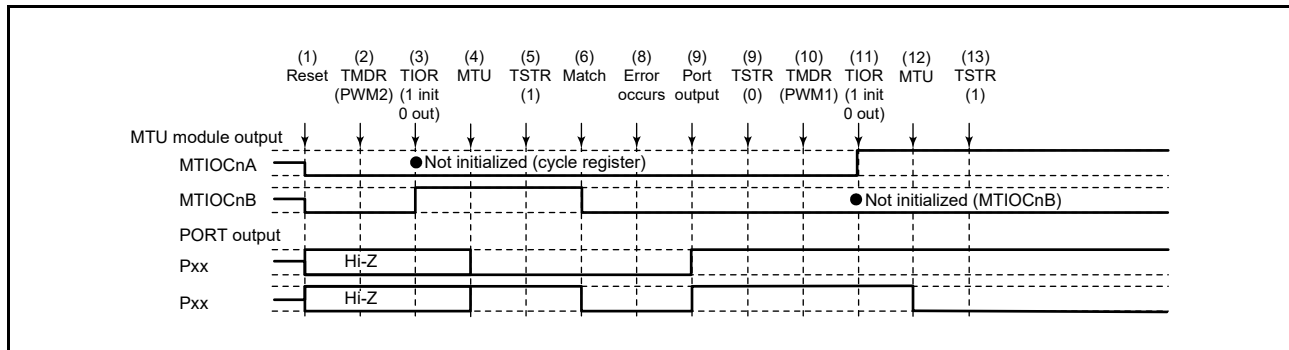 (1) (2) (3) (4) (5) (6) (8) (9) (9) (10) (11) (12) (13)
Reset TMDR TIOR MTU TSTR Match Error Port TSTR TMDR TIOR MTU TSTR
(PWM2) (1 init (1) occurs output (0) (PWM1) (1 init (1)
0 out) 0 out)
MTU module output
MTIOCnA ●Not initialized (cycle register)
MTIOCnB ●Not initialized (MTIOCnB)
PORT output
Pxx Hi-Z
Pxx Hi-Z